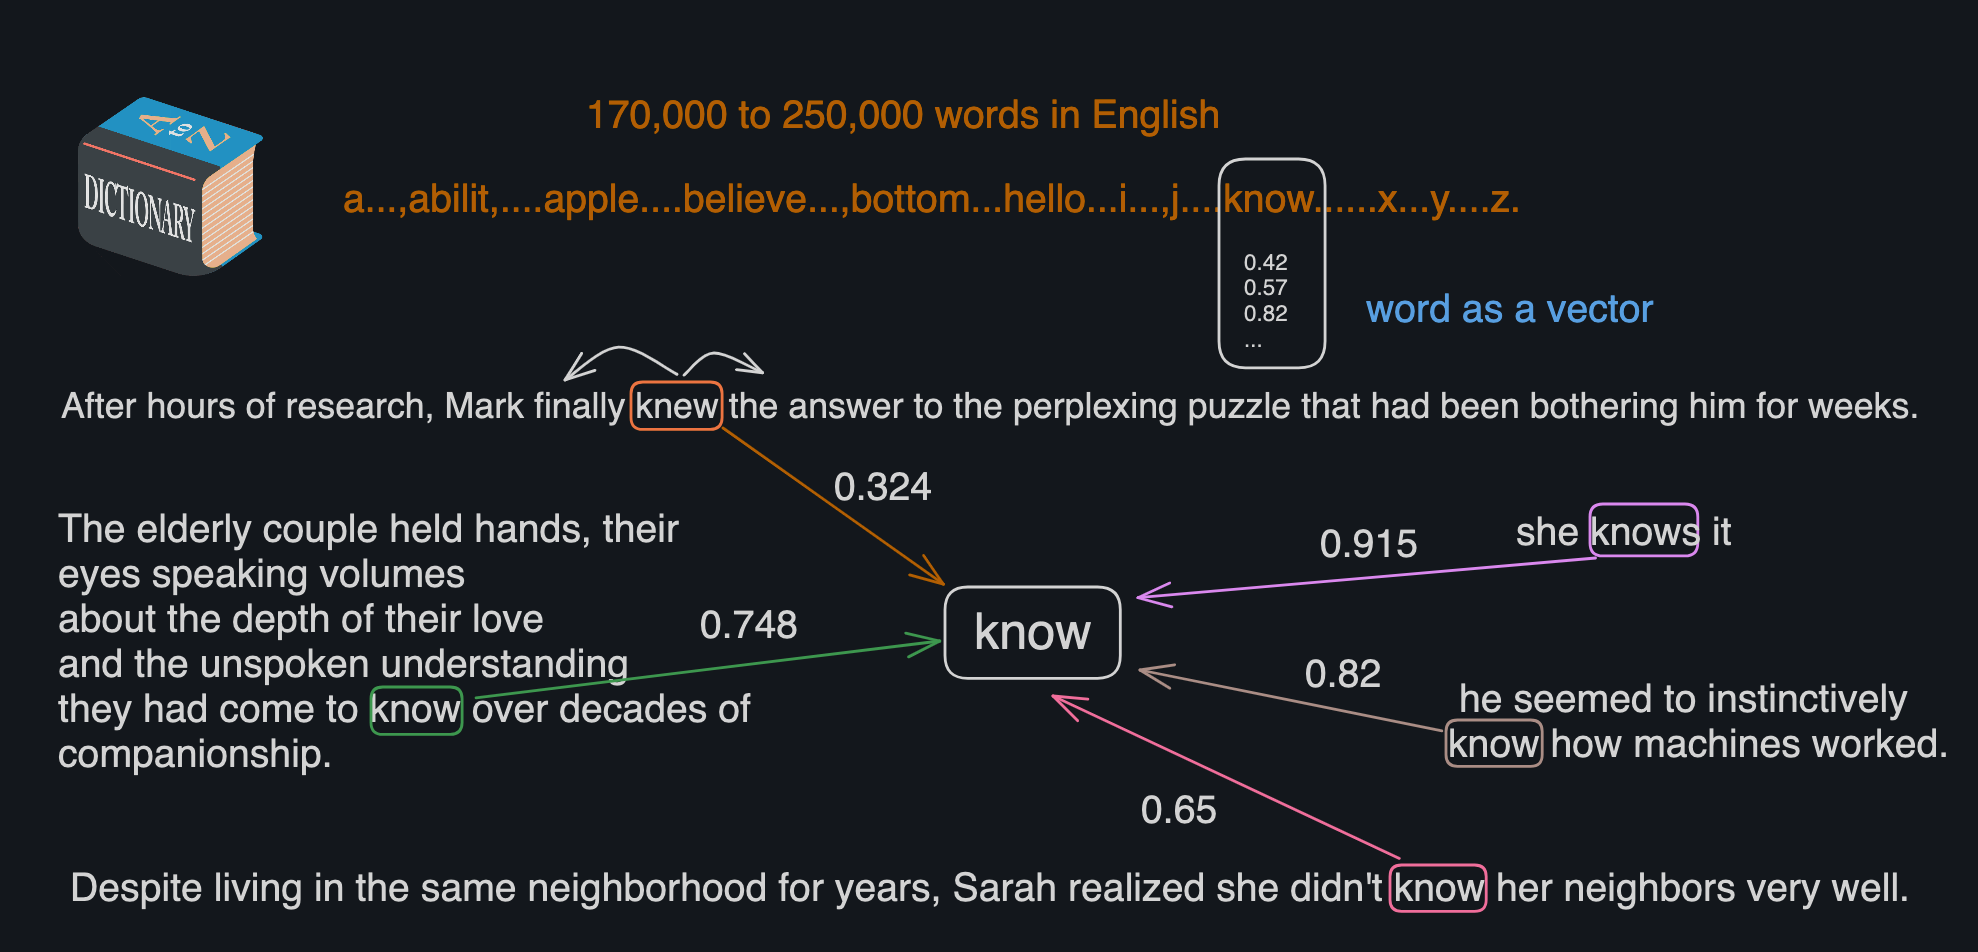 A to Z
DICTIONARY
170,000 to 250,000 words in English
a...,abilit,....apple....believe...,bottom...hello...i...,j....know......x...y....z.
0.42
0.57
0.82
...
word as a vector
After hours of research, Mark finally knew the answer to the perplexing puzzle that had been bothering him for weeks.
0.324
The elderly couple held hands, their
eyes speaking volumes
about the depth of their love
and the unspoken understanding
they had come to know over decades of
companionship.
0.748
know
0.915
she knows it
0.82
he seemed to instinctively
know how machines worked.
0.65
Despite living in the same neighborhood for years, Sarah realized she didn't know her neighbors very well.